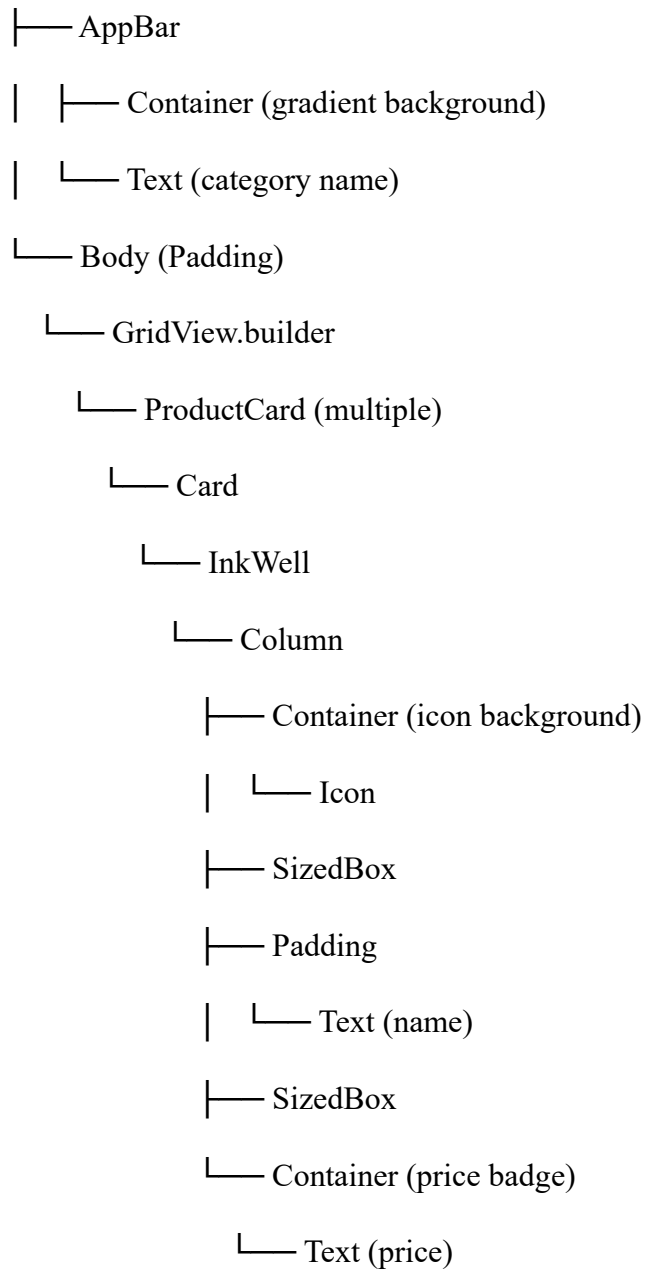 ├── AppBar
│   ├── Container (gradient background)
│   └── Text (category name)
└── Body (Padding)
    └── GridView.builder
        └── ProductCard (multiple)
            └── Card
                └── InkWell
                    └── Column
                        ├── Container (icon background)
                        │   └── Icon
                        ├── SizedBox
                        ├── Padding
                        │   └── Text (name)
                        ├── SizedBox
                        └── Container (price badge)
                            └── Text (price)